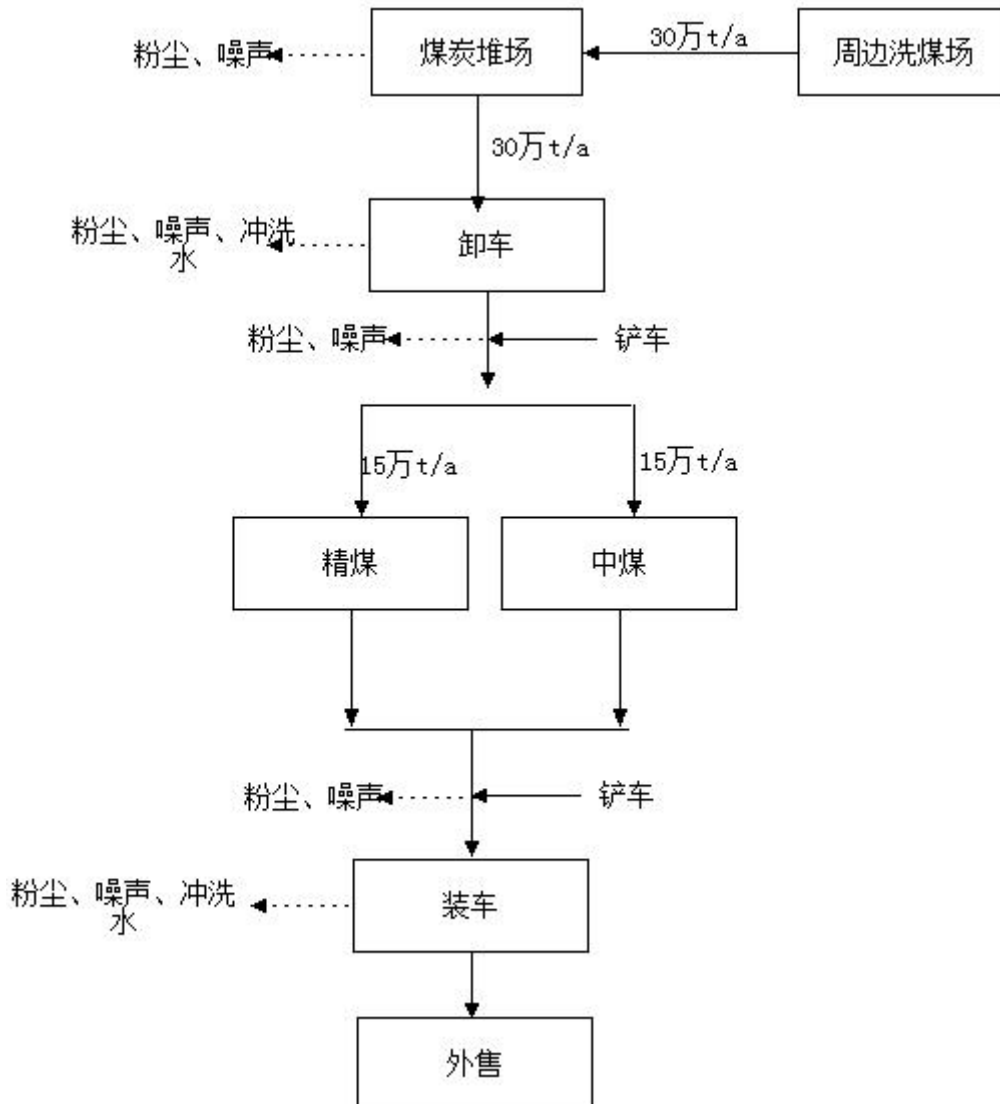 粉尘、噪声
煤炭堆场
30万t/a
周边洗煤场
30万t/a
粉尘、噪声、冲洗
水
卸车
粉尘、噪声
铲车
15万t/a
15万t/a
精煤
中煤
粉尘、噪声
铲车
粉尘、噪声、冲洗
水
装车
外售